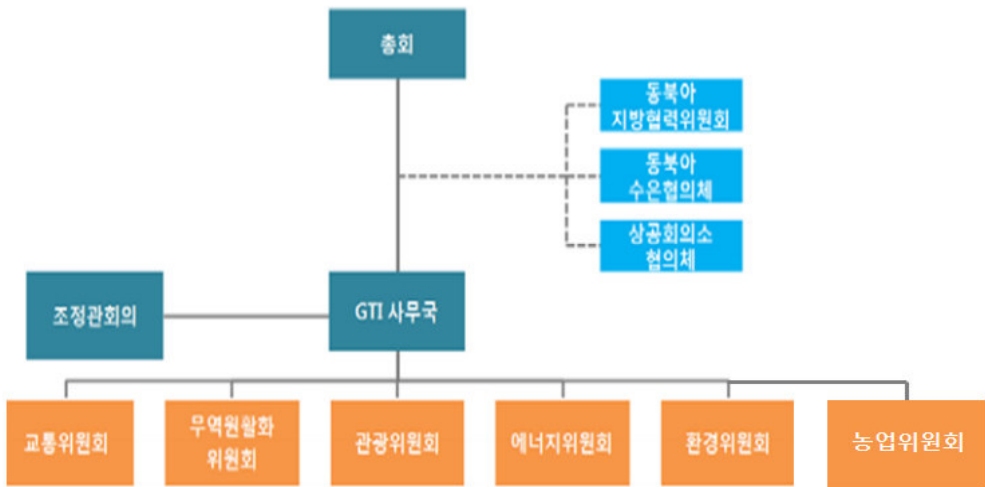 총회
동북아
지방협력위원회
동북아
수은협의체
상공회의소
협의체
조정관회의
GTI 사무국
교통위원회
무역원활화
위원회
관광위원회
에너지위원회
환경위원회
농업위원회